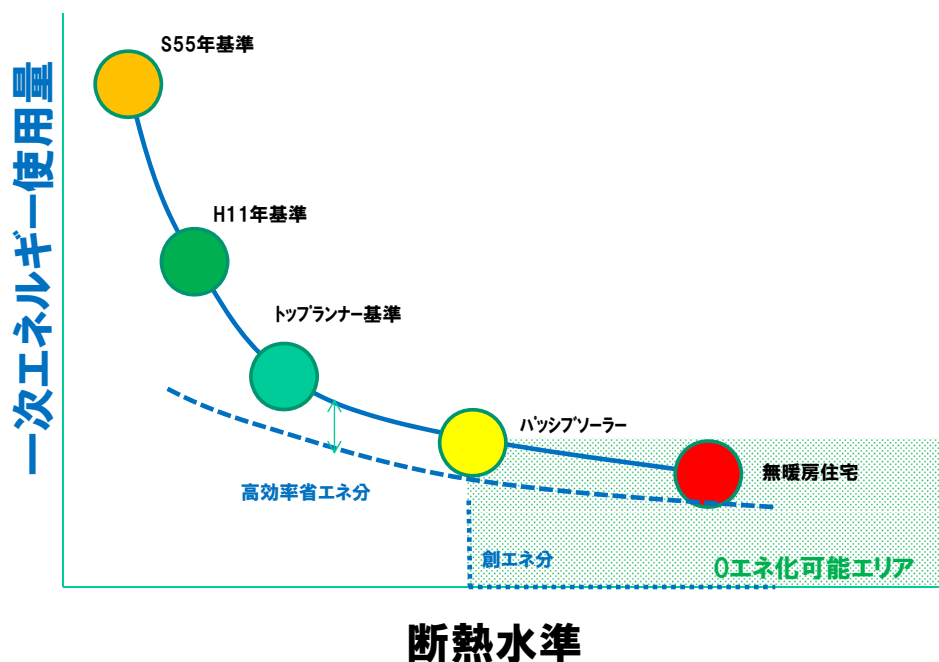 S55年基準
一次エネルギー使用量
H11年基準
トップランナー基準
パッシブソーラー
無暖房住宅
高効率省エネ分
創エネ分
0エネ化可能エリア
断熱水準